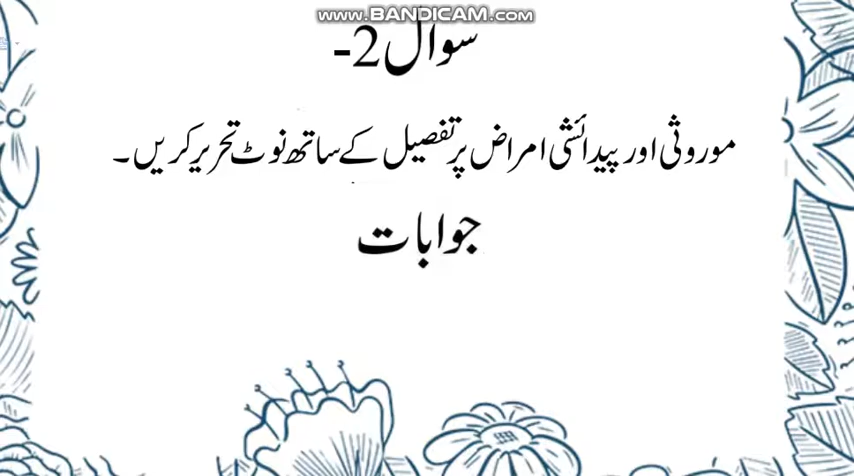 www.BANDICAM.com
سوال 2-
موروثی اور پیدائشی امراض پر تفصیل کے ساتھ نوٹ تحریر کریں۔
جوابات